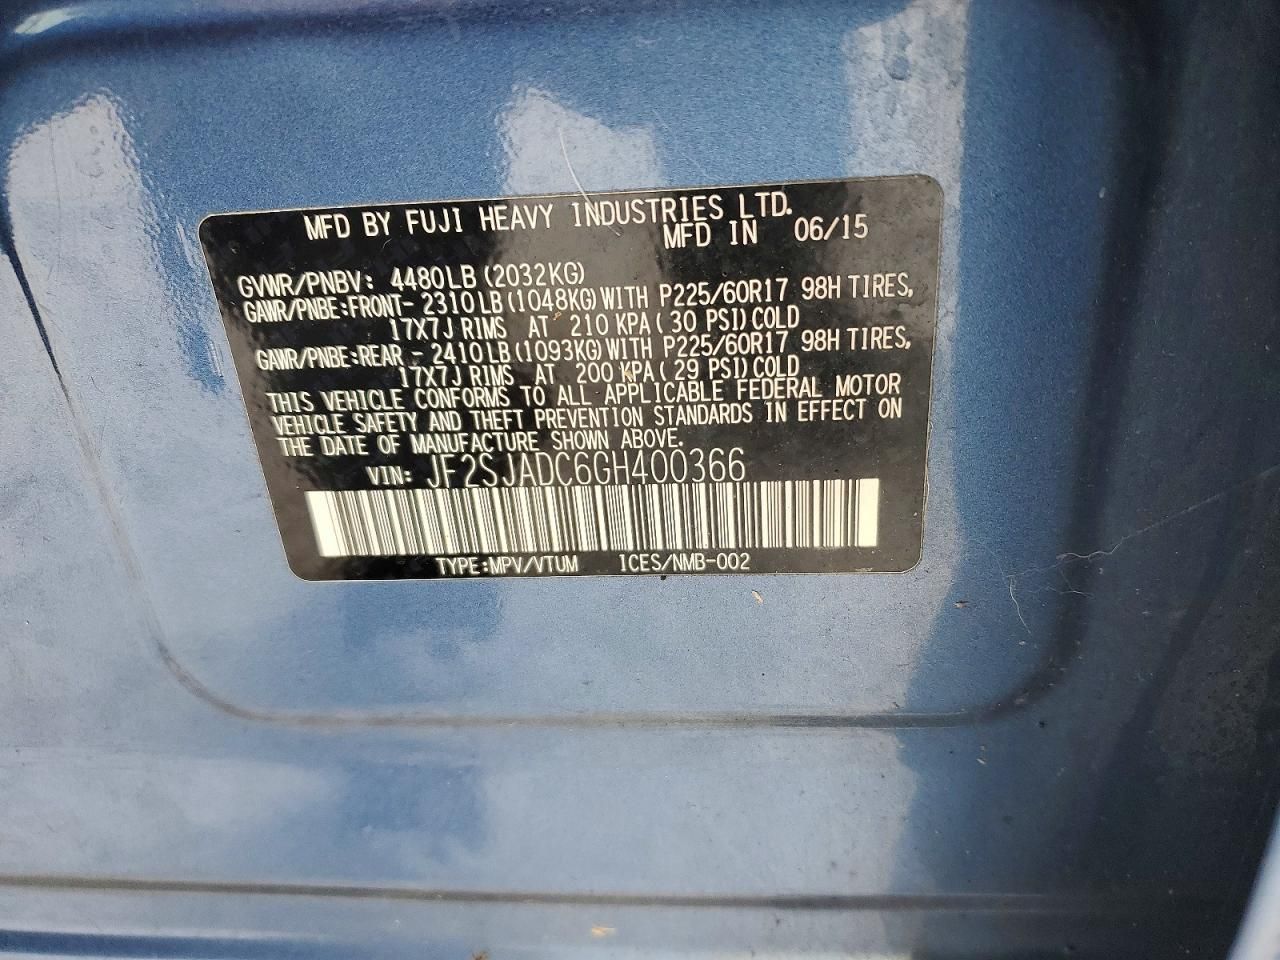 MFD BY FUJI HEAVY INDUSTRIES LTD.
MFD IN 06/15
GVWR/PNBV: 4480LB (2032KG)
GAWR/PNBE:FRONT- 2310LB (1048KG) WITH P225/60R17 98H TIRES,
17X7J RIMS AT 210 KPA ( 30 PSI) COLD
GAWR/PNBE:REAR - 2410LB (1093KG) WITH P225/60R17 98H TIRES,
17X7J RIMS AT 200 KPA ( 29 PSI) COLD
THIS VEHICLE CONFORMS TO ALL APPLICABLE FEDERAL MOTOR
VEHICLE SAFETY AND THEFT PREVENTION STANDARDS IN EFFECT ON
THE DATE OF MANUFACTURE SHOWN ABOVE.
VIN: JF2SJADC6GH400366
TYPE:MPV/VTUM ICES/NMB-002